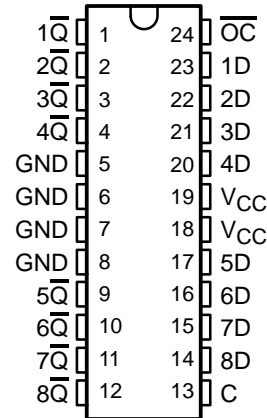 1Q̅ 1 24 O̅C̅
2Q̅ 2 23 1D
3Q̅ 3 22 2D
4Q̅ 4 21 3D
GND 5 20 4D
GND 6 19 VCC
GND 7 18 VCC
GND 8 17 5D
5Q̅ 9 16 6D
6Q̅ 10 15 7D
7Q̅ 11 14 8D
8Q̅ 12 13 C